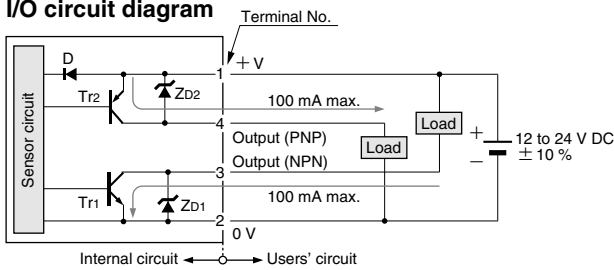 I/O circuit diagram
Terminal No.
D
1
+ V
Tr2
ZD2
100 mA max.
Sensor circuit
4
Load
Output (PNP)
Load
+
12 to 24 V DC
−
± 10 %
Output (NPN)
3
Tr1
ZD1
100 mA max.
2
0 V
Internal circuit
Users' circuit